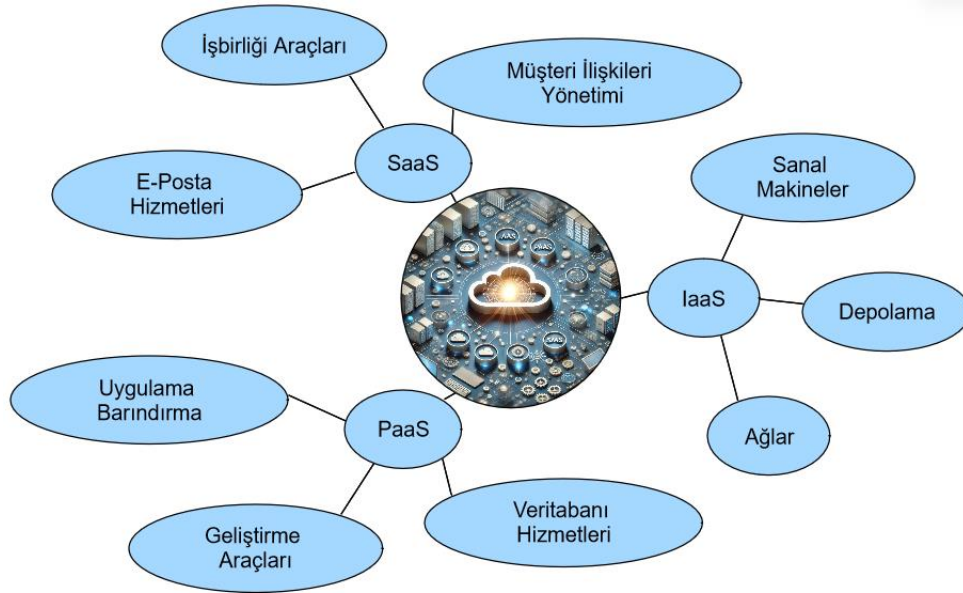 İşbirliği Araçları
Müşteri İlişkileri
Yönetimi
SaaS
E-Posta
Hizmetleri
Sanal
Makineler
IaaS
Depolama
Ağlar
Uygulama
Barındırma
PaaS
Geliştirme
Araçları
Veritabanı
Hizmetleri
PAAS